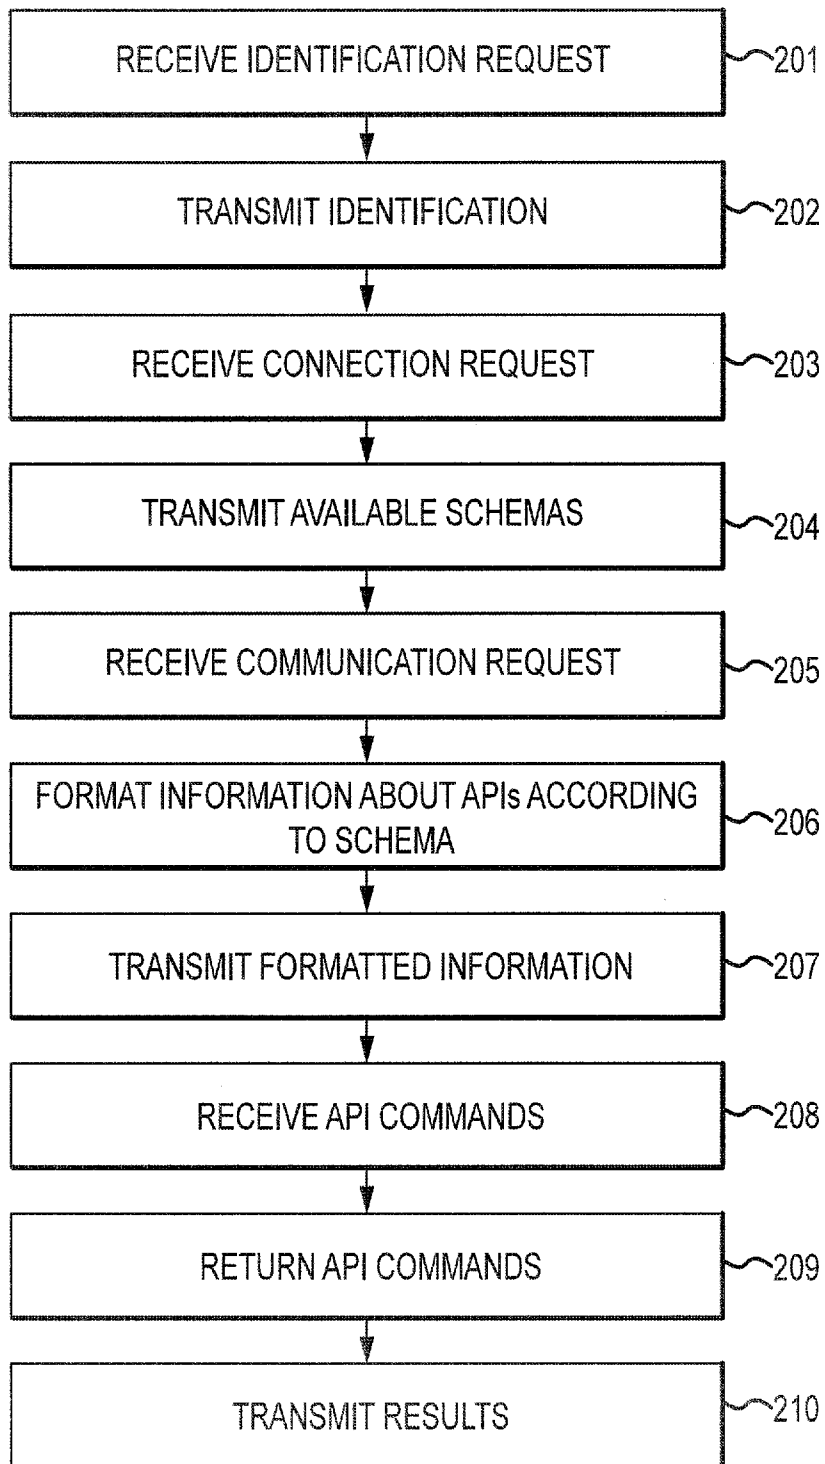 RECEIVE IDENTIFICATION REQUEST 201
TRANSMIT IDENTIFICATION 202
RECEIVE CONNECTION REQUEST 203
TRANSMIT AVAILABLE SCHEMAS 204
RECEIVE COMMUNICATION REQUEST 205
FORMAT INFORMATION ABOUT APIs ACCORDING
TO SCHEMA 206
TRANSMIT FORMATTED INFORMATION 207
RECEIVE API COMMANDS 208
RETURN API COMMANDS 209
TRANSMIT RESULTS 210